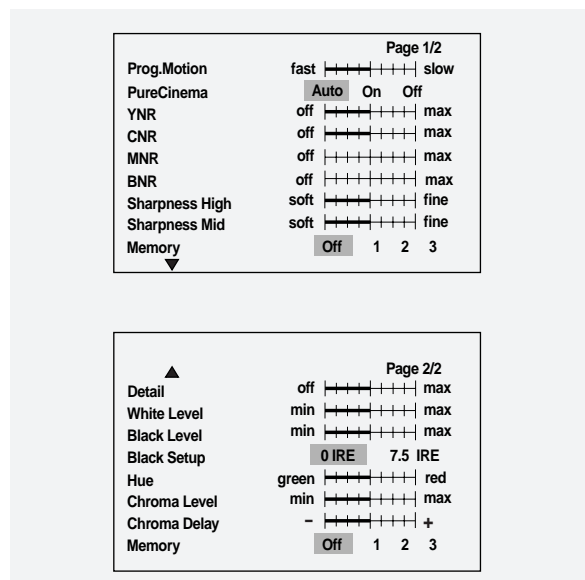 Page 1/2
Prog.Motion fast slow
PureCinema Auto On Off
YNR off max
CNR off max
MNR off max
BNR off max
Sharpness High soft fine
Sharpness Mid soft fine
Memory Off 1 2 3
Page 2/2
Detail off max
White Level min max
Black Level min max
Black Setup 0 IRE 7.5 IRE
Hue green red
Chroma Level min max
Chroma Delay − +
Memory Off 1 2 3